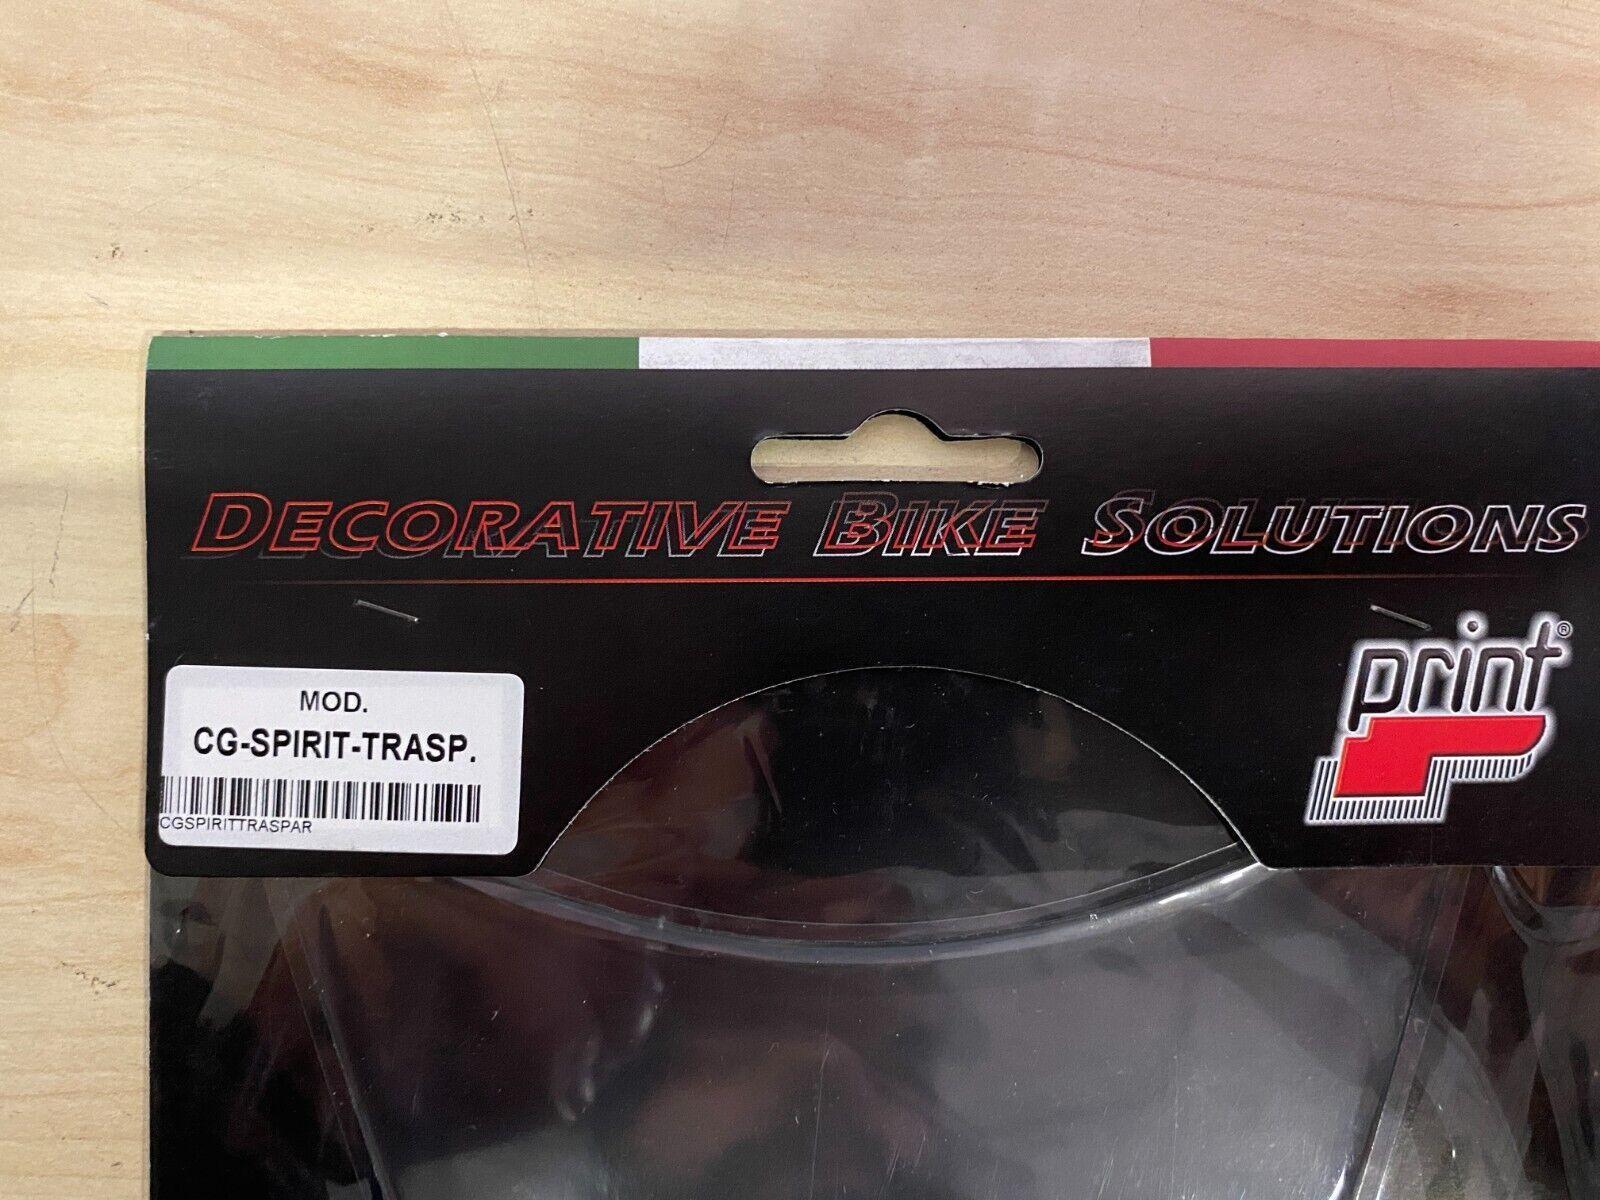 DECORATIVE BIKE SOLUTIONS
print®
MOD.
CG-SPIRIT-TRASP.
CGSPIRITTRASPAR